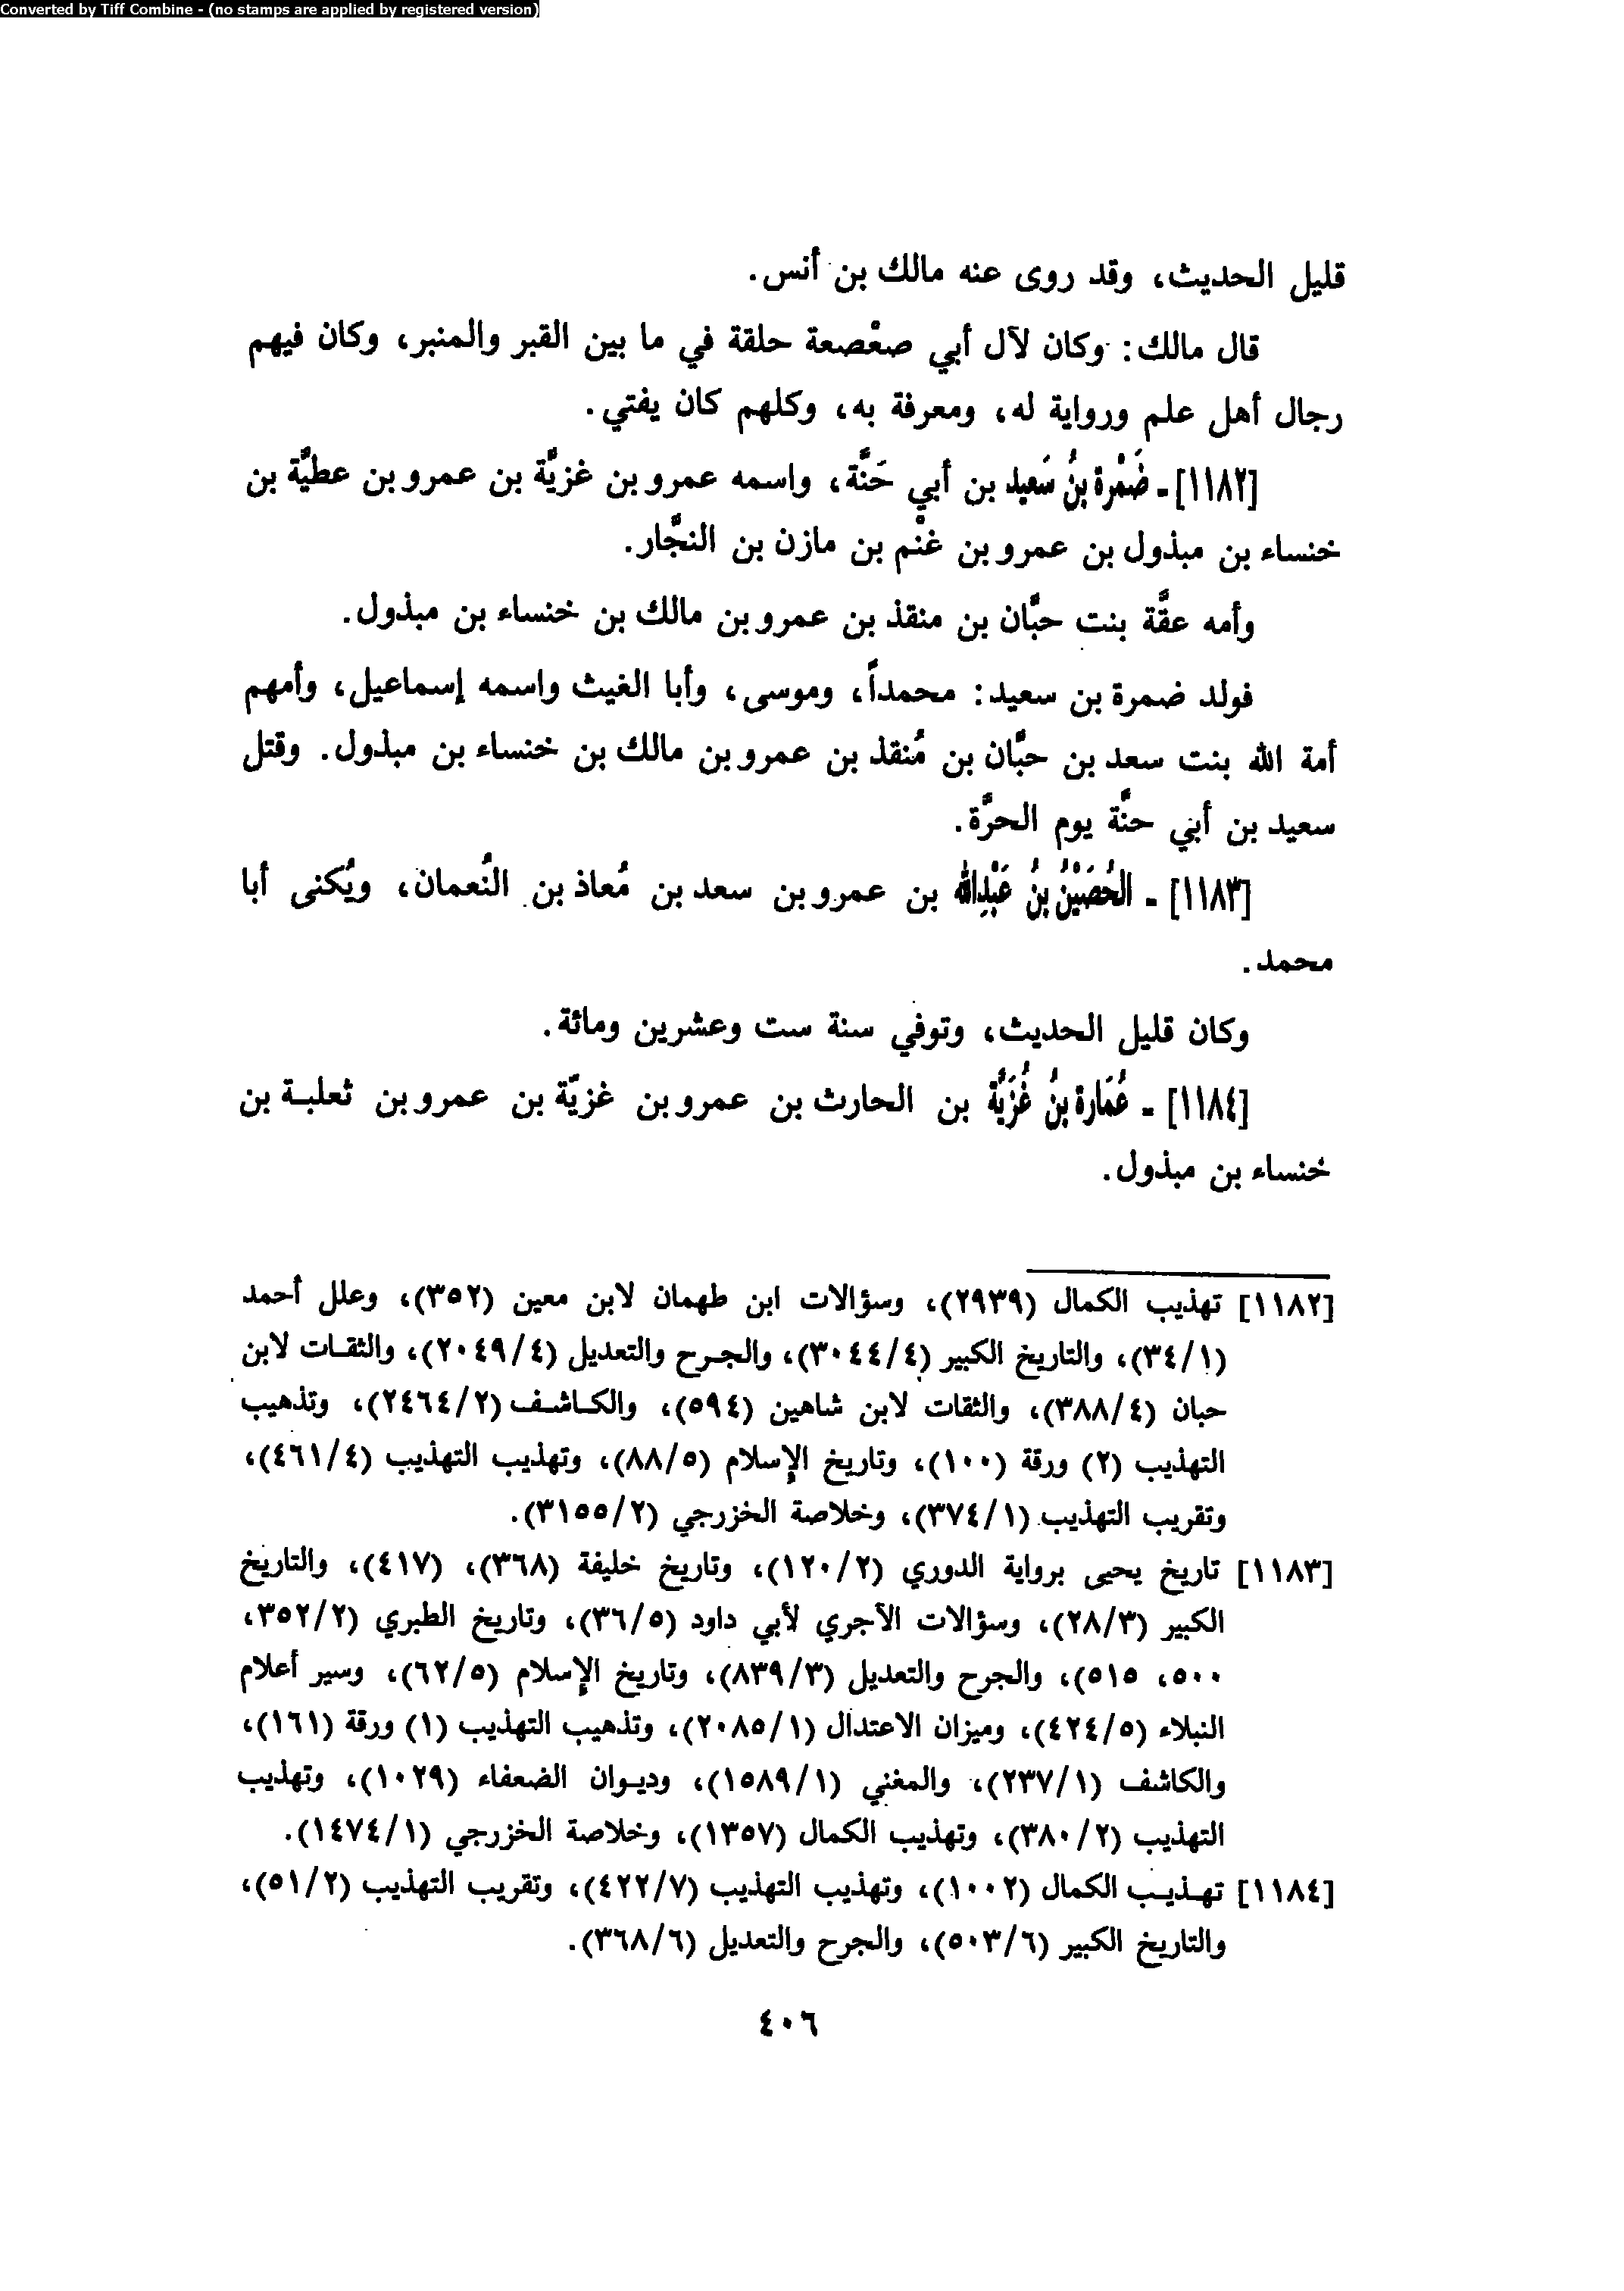 Converted by Tiff Combine - (no stamps are applied by registered version)
قليل الحديث، وقد روى عنه مالك بن أنس.
قال مالك: وكان لآل أبي صعْصعة حلقة في ما بين القبر والمنبر، وكان فيهم
رجال أهل علم ورواية له، ومعرفة به، وكلهم كان يفتي.
[١١٨٢]- ضَمْرةُ بنُ سَعيد بن أبي حَنَّة، واسمه عمرو بن غزيَّة بن عمرو بن عطيَّة بن
خنساء بن مبذول بن عمرو بن غنْم بن مازن بن النجَّار.
وأمه عقَّة بنت حبَّان بن منقذ بن عمرو بن مالك بن خنساء بن مبذول.
فولد ضمرة بن سعيد: محمداً، وموسى، وأبا الغيث واسمه إسماعيل، وأمهم
أمة الله بنت سعد بن حبَّان بن مُنقذ بن عمرو بن مالك بن خنساء بن مبذول. وقتل
سعيد بن أبي حنَّة يوم الحرَّة.
[١١٨٣] - الحُصَيْنُ بنُ عَبْدِالله بن عمرو بن سعد بن مُعاذ بن النُعمان، ويُكنى أبا
محمد.
وكان قليل الحديث، وتوفي سنة ست وعشرين ومائة.
[١١٨٤] - عُمَارةُ بنُ غُزَيَّة بن الحارث بن عمرو بن غزيّة بن عمرو بن ثعلبة بن
خنساء بن مبذول.
[١١٨٢] تهذيب الكمال (٢٩٣٩)، وسؤالات ابن طهمان لابن معين (٣٥٢)، وعلل أحمد
(٣٤/١)، والتاريخ الكبير (٣٠٤٤/٤)، والجرح والتعديل (٢٠٤٩/٤)، والثقات لابن
حبان (٣٨٨/٤)، والثقات لابن شاهين (٥٩٤)، والكاشف (٢٤٦٤/٢)، وتذهيب
التهذيب (٢) ورقة (١٠٠)، وتاريخ الإسلام (٨٨/٥)، وتهذيب التهذيب (٤٦١/٤)،
وتقريب التهذيب (٣٧٤/١)، وخلاصة الخزرجي (٣١٥٥/٢).
[١١٨٣] تاريخ يحيى برواية الدوري (١٢٠/٢)، وتاريخ خليفة (٣٦٨)، (٤١٧)، والتاريخ
الكبير (٢٨/٣)، وسؤالات الآجري لأبي داود (٣٦/٥)، وتاريخ الطبري (٣٥٢/٢،
٥٠٠، ٥١٥)، والجرح والتعديل (٨٣٩/٣)، وتاريخ الإسلام (٦٢/٥)، وسير أعلام
النبلاء (٤٢٤/٥)، وميزان الاعتدال (٢٠٨٥/١)، وتذهيب التهذيب (١) ورقة (١٦١)،
والكاشف (٢٣٧/١)، والمغني (١٥٨٩/١)، وديوان الضعفاء (١٠٢٩)، وتهذيب
التهذيب (٣٨٠/٢)، وتهذيب الكمال (١٣٥٧)، وخلاصة الخزرجي (١٤٧٤/١).
[١١٨٤] تهذيب الكمال (١٠٠٢)، وتهذيب التهذيب (٤٢٢/٧)، وتقريب التهذيب (٥١/٢)،
والتاريخ الكبير (٥٠٣/٦)، والجرح والتعديل (٣٦٨/٦).
٤٠٦